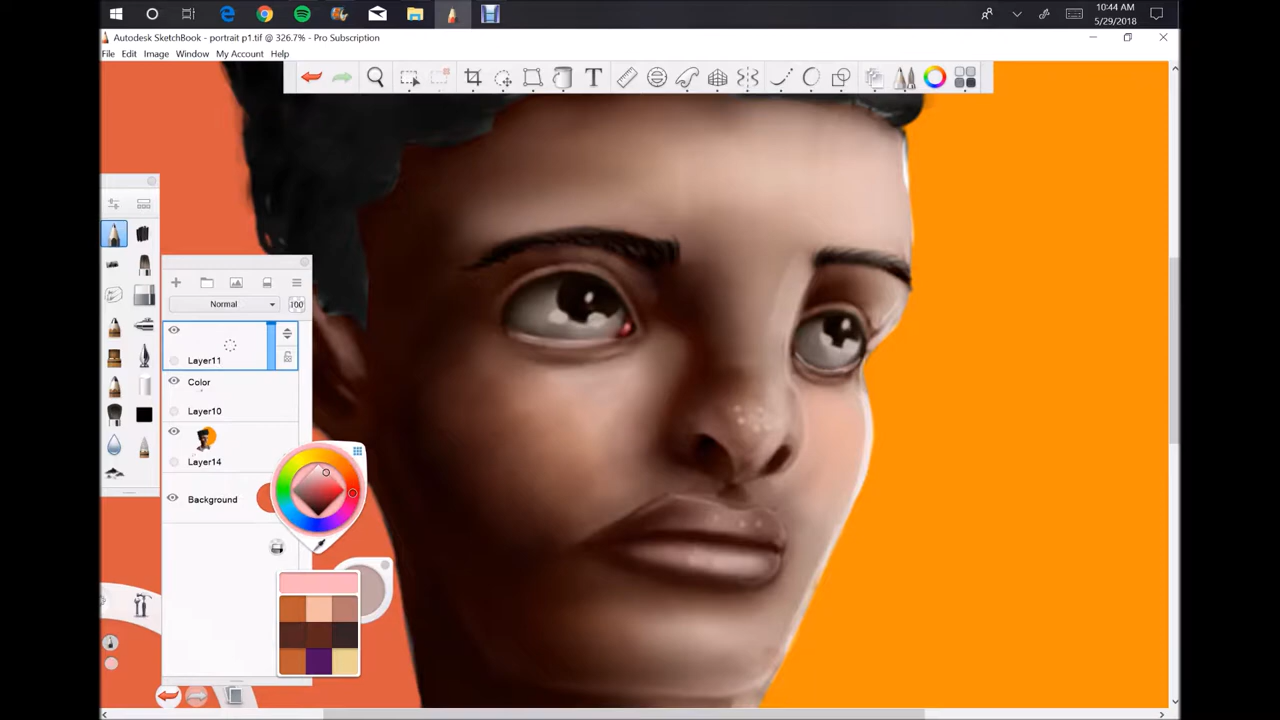 10:44 AM
5/29/2018
Autodesk SketchBook - portrait p1.tif @ 326.7% - Pro Subscription
File Edit Image Window My Account Help
T
Normal 100
Layer11
Color
Layer10
Layer14
Background